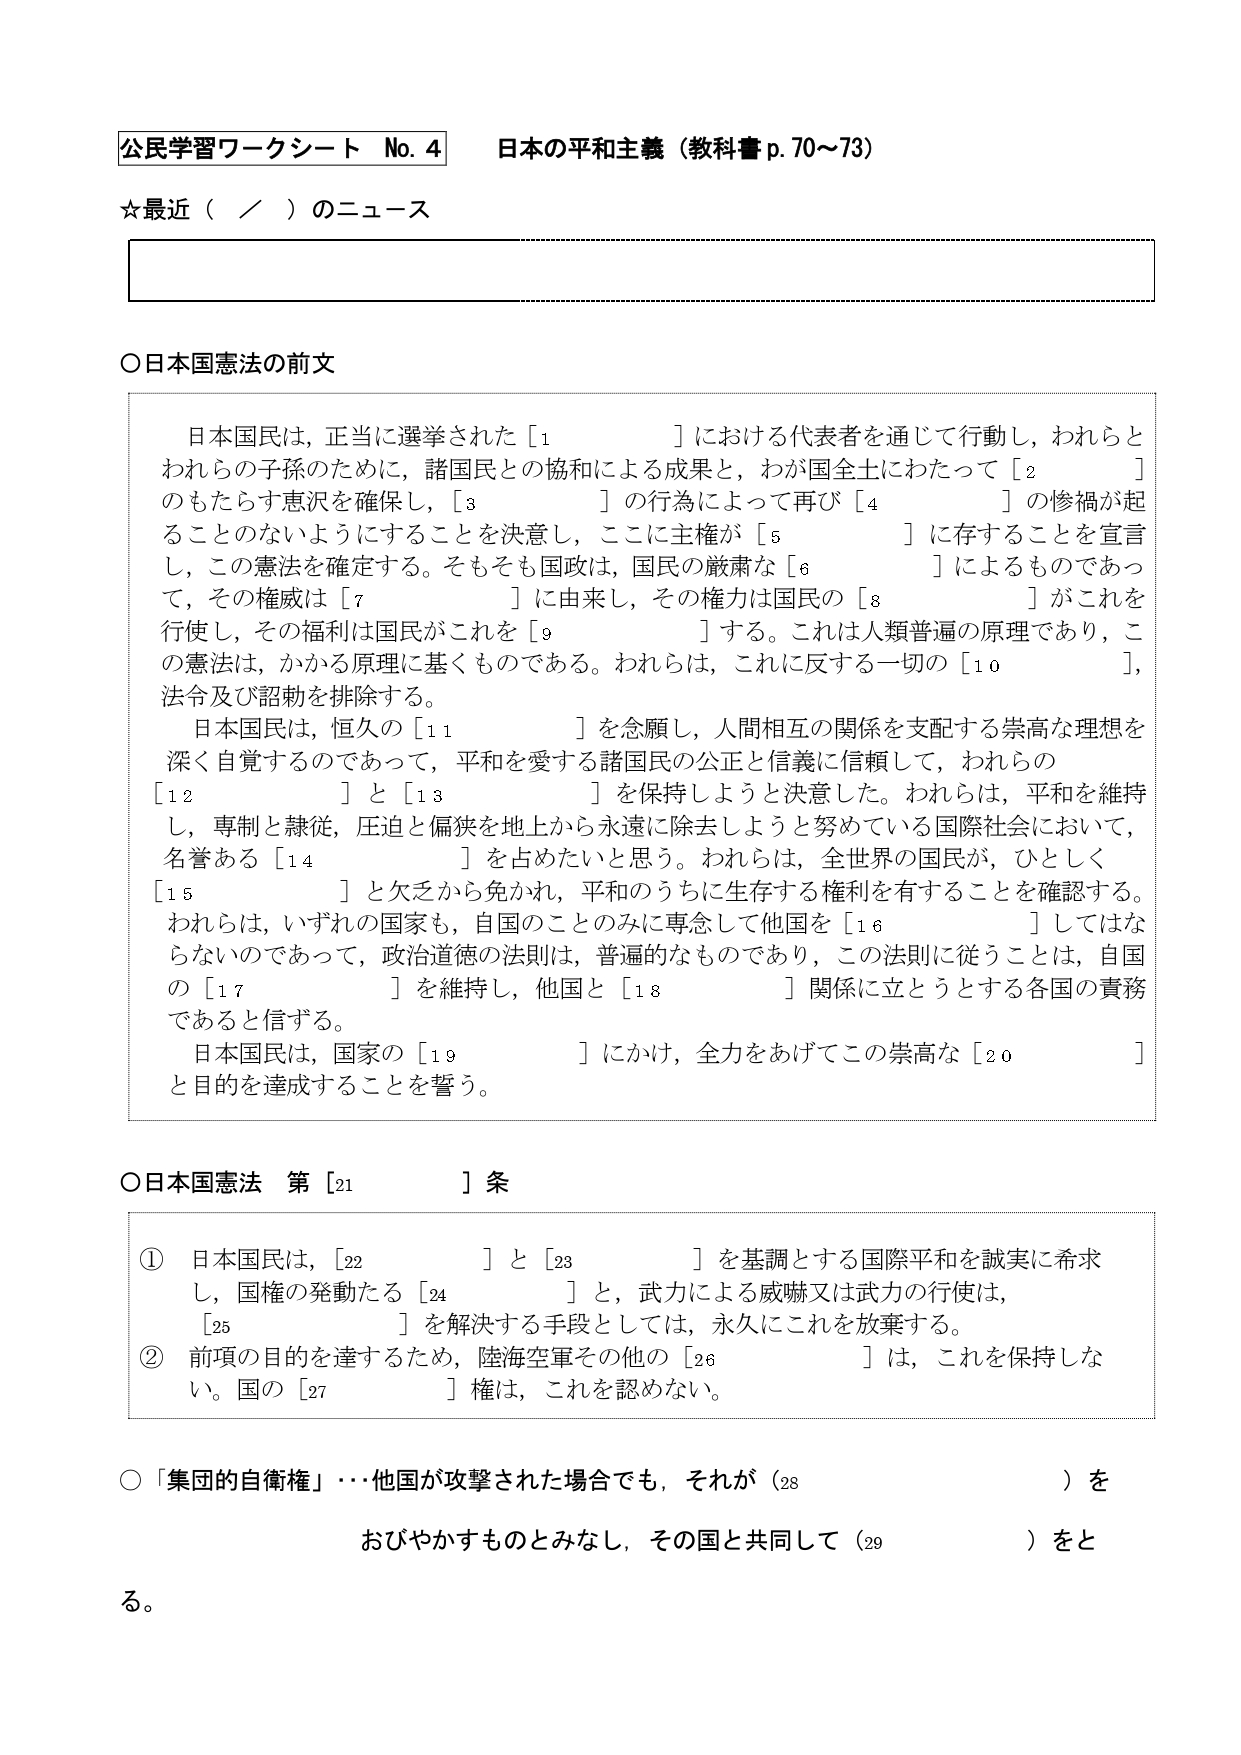 公民学習ワークシート　No.４　　日本の平和主義（教科書 p.70～73）
☆最近（　／　）のニュース
○日本国憲法の前文
日本国民は，正当に選挙された［1　　　　　］における代表者を通じて行動し，われらと
われらの子孫のために，諸国民との協和による成果と，わが国全土にわたって［2　　　　］
のもたらす恵沢を確保し，［3　　　　　］の行為によって再び［4　　　　　］の惨禍が起
ることのないようにすることを決意し，ここに主権が［5　　　　　］に存することを宣言
し，この憲法を確定する。そもそも国政は，国民の厳粛な［6　　　　　］によるものであっ
て，その権威は［7　　　　　　］に由来し，その権力は国民の［8　　　　　　］がこれを
行使し，その福利は国民がこれを［9　　　　　　］する。これは人類普遍の原理であり，こ
の憲法は，かかる原理に基くものである。われらは，これに反する一切の［10　　　　　］，
法令及び詔勅を排除する。
日本国民は，恒久の［11　　　　　］を念願し，人間相互の関係を支配する崇高な理想を
深く自覚するのであって，平和を愛する諸国民の公正と信義に信頼して，われらの
［12　　　　　　］と［13　　　　　　］を保持しようと決意した。われらは，平和を維持
し，専制と隷従，圧迫と偏狭を地上から永遠に除去しようと努めている国際社会において，
名誉ある［14　　　　　　］を占めたいと思う。われらは，全世界の国民が，ひとしく
［15　　　　　　］と欠乏から免かれ，平和のうちに生存する権利を有することを確認する。
われらは，いずれの国家も，自国のことのみに専念して他国を［16　　　　　　］してはな
らないのであって，政治道徳の法則は，普遍的なものであり，この法則に従うことは，自国
の［17　　　　　　］を維持し，他国と［18　　　　　］関係に立とうとする各国の責務
であると信ずる。
日本国民は，国家の［19　　　　　］にかけ，全力をあげてこの崇高な［20　　　　　］
と目的を達成することを誓う。
○日本国憲法　第［21　　　　］条
①　日本国民は，［22　　　　　］と［23　　　　　］を基調とする国際平和を誠実に希求
し，国権の発動たる［24　　　　　］と，武力による威嚇又は武力の行使は，
［25　　　　　　　］を解決する手段としては，永久にこれを放棄する。
②　前項の目的を達するため，陸海空軍その他の［26　　　　　　］は，これを保持しな
い。国の［27　　　　　］権は，これを認めない。
○「集団的自衛権」･･･他国が攻撃された場合でも，それが（28　　　　　　　　　　　）を
おびやかすものとみなし，その国と共同して（29　　　　　　）をと
る。